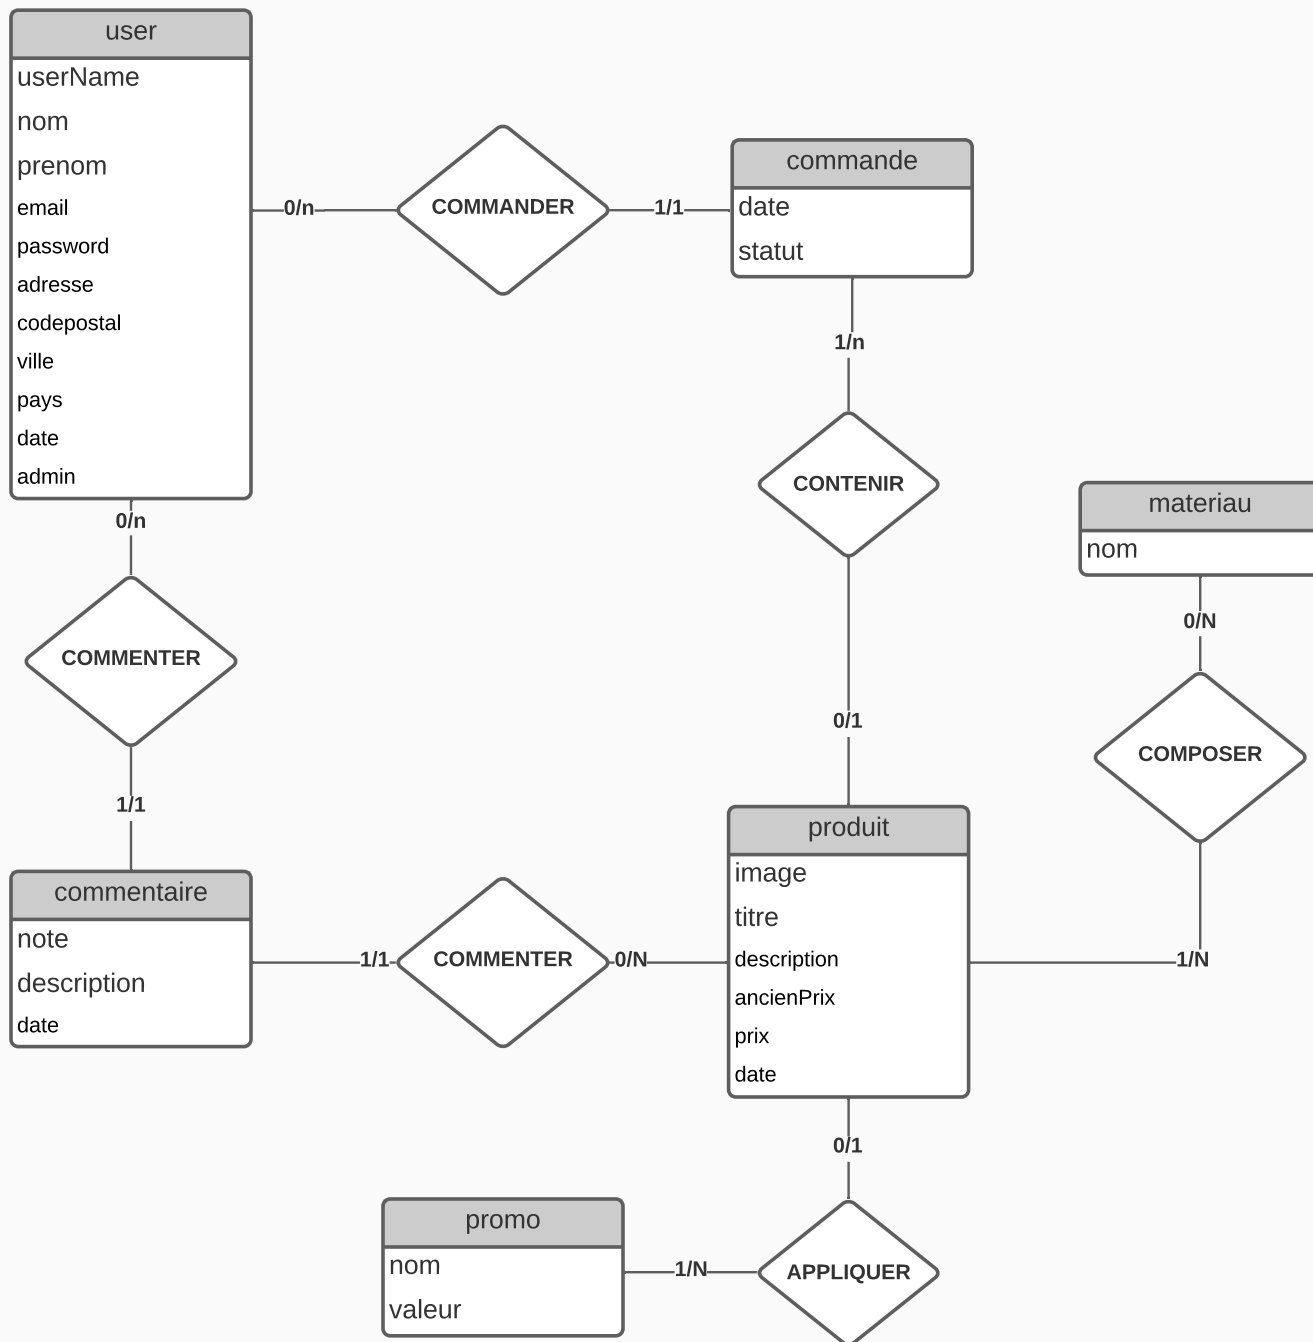 user
userName
nom
prenom
email
password
adresse
codepostal
ville
pays
date
admin
0/n
COMMANDER
1/1
commande
date
statut
1/n
CONTENIR
0/1
materiau
nom
0/N
COMPOSER
1/N
0/n
COMMENTER
1/1
commentaire
note
description
date
1/1
COMMENTER
0/N
produit
image
titre
description
ancienPrix
prix
date
0/1
APPLIQUER
1/N
promo
nom
valeur